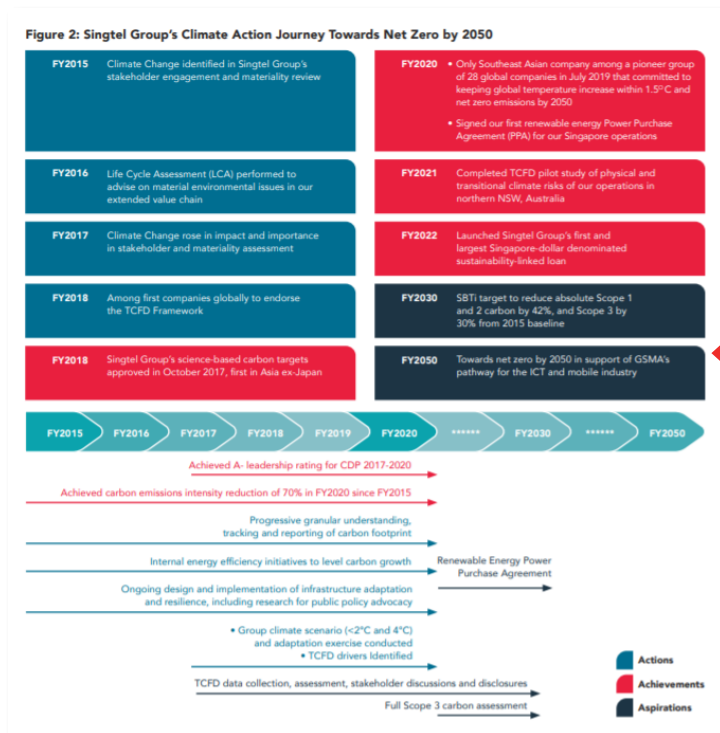 Figure 2: Singtel Group's Climate Action Journey Towards Net Zero by 2050
FY2015 Climate Change identified in Singtel Group's
stakeholder engagement and materiality review
FY2016 Life Cycle Assessment (LCA) performed to
advise on material environmental issues in our
extended value chain
FY2017 Climate Change rose in impact and importance
in stakeholder and materiality assessment
FY2018 Among first companies globally to endorse
the TCFD Framework
FY2018 Singtel Group's science-based carbon targets
approved in October 2017, first in Asia ex-Japan
FY2020 • Only Southeast Asian company among a pioneer group
of 28 global companies in July 2019 that committed to
keeping global temperature increase within 1.5°C and
net zero emissions by 2050
• Signed our first renewable energy Power Purchase
Agreement (PPA) for our Singapore operations
FY2021 Completed TCFD pilot study of physical and
transitional climate risks of our operations in
northern NSW, Australia
FY2022 Launched Singtel Group's first and
largest Singapore-dollar denominated
sustainability-linked loan
FY2030 SBTi target to reduce absolute Scope 1
and 2 carbon by 42%, and Scope 3 by
30% from 2015 baseline
FY2050 Towards net zero by 2050 in support of GSMA's
pathway for the ICT and mobile industry
FY2015 FY2016 FY2017 FY2018 FY2019 FY2020 ****** FY2030 ****** FY2050
Achieved A- leadership rating for CDP 2017-2020
Achieved carbon emissions intensity reduction of 70% in FY2020 since FY2015
Progressive granular understanding,
tracking and reporting of carbon footprint
Internal energy efficiency initiatives to level carbon growth
Renewable Energy Power
Purchase Agreement
Ongoing design and implementation of infrastructure adaptation
and resilience, including research for public policy advocacy
• Group climate scenario (<2°C and 4°C)
and adaptation exercise conducted
• TCFD drivers Identified
TCFD data collection, assessment, stakeholder discussions and disclosures
Full Scope 3 carbon assessment
Actions
Achievements
Aspirations